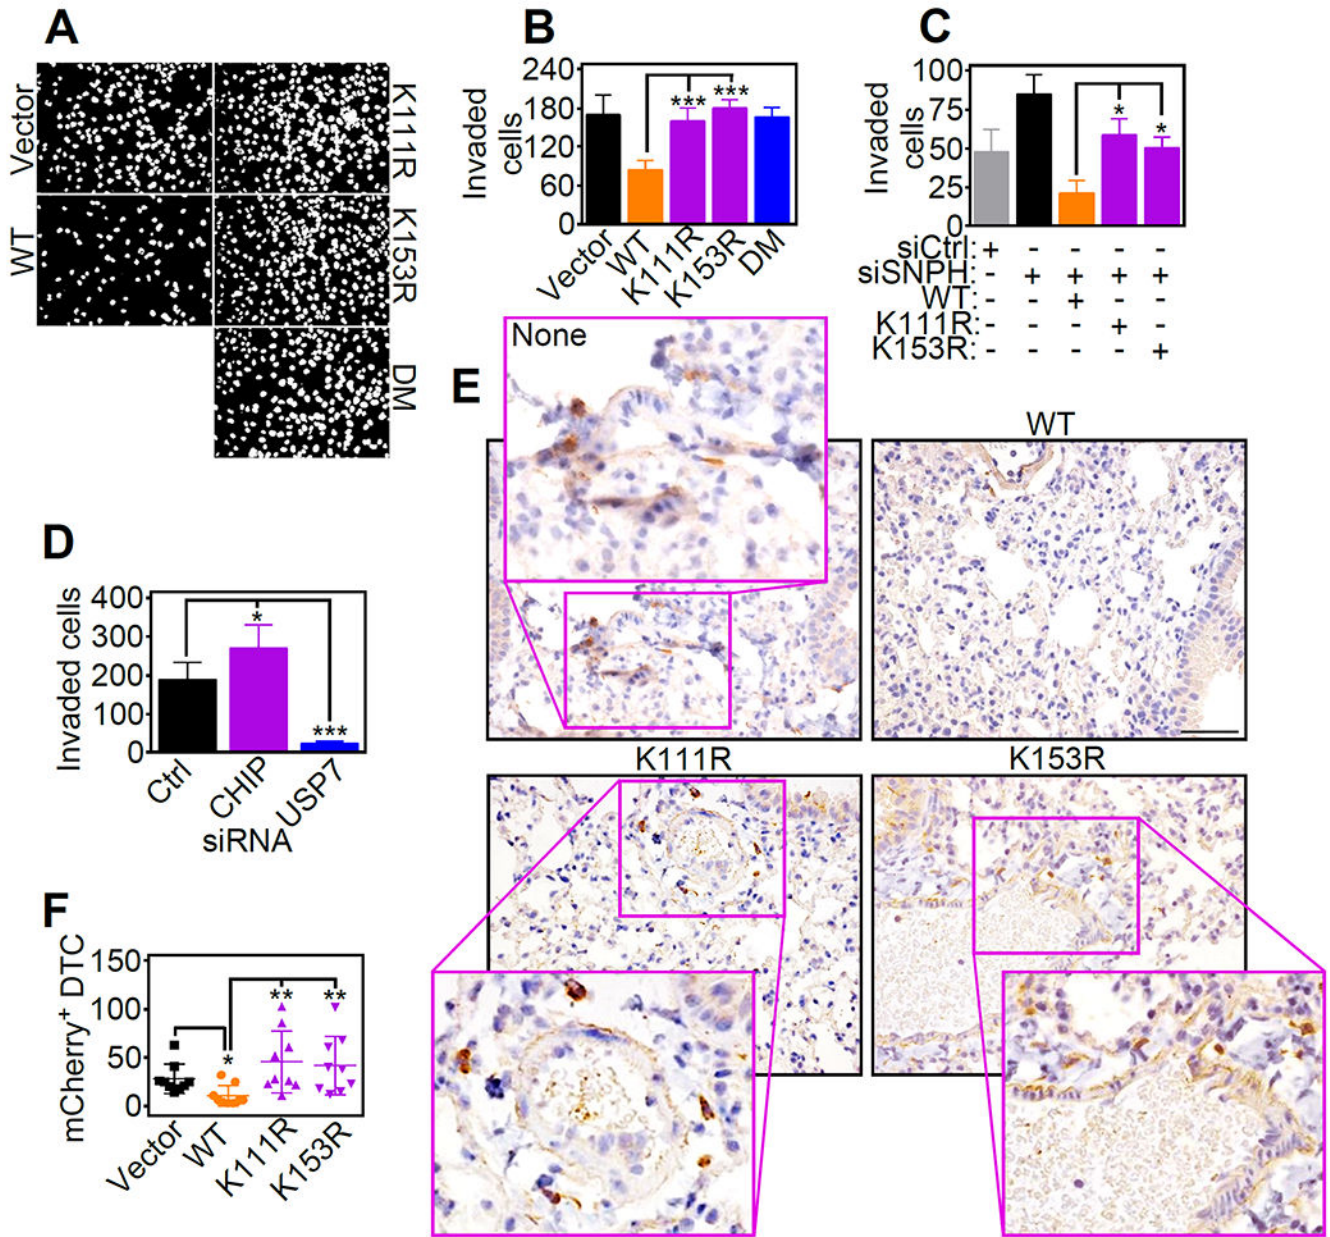 A
Vector
WT
K111R
K153R
DM
B
Invaded
cells
240
180
120
60
0
***
***
Vector
WT
K111R
K153R
DM
C
Invaded
cells
100
75
50
25
0
*
*
siCtrl: + - - - -
siSNPH: - + + + +
WT: - - + - -
K111R: - - - + -
K153R: - - - - +
D
Invaded cells
400
300
200
100
0
*
***
Ctrl
CHIP
USP7
siRNA
E
None
WT
K111R
K153R
F
mCherry+ DTC
150
100
50
0
*
**
**
Vector
WT
K111R
K153R